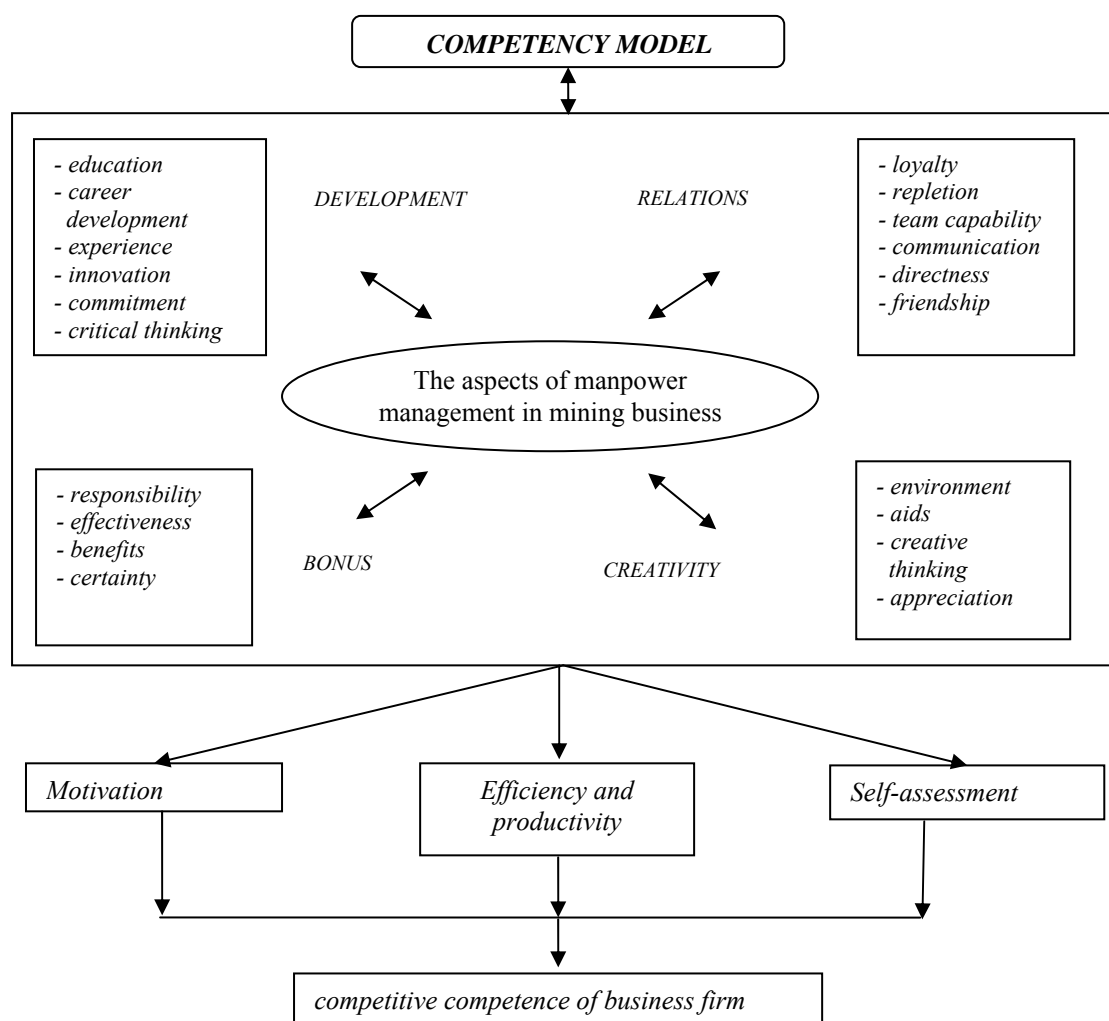 COMPETENCY MODEL
- education
- career
development
- experience
- innovation
- commitment
- critical thinking
DEVELOPMENT
RELATIONS
- loyalty
- repletion
- team capability
- communication
- directness
- friendship
The aspects of manpower
management in mining business
- responsibility
- effectiveness
- benefits
- certainty
BONUS
CREATIVITY
- environment
- aids
- creative
thinking
- appreciation
Motivation
Efficiency and
productivity
Self-assessment
competitive competence of business firm